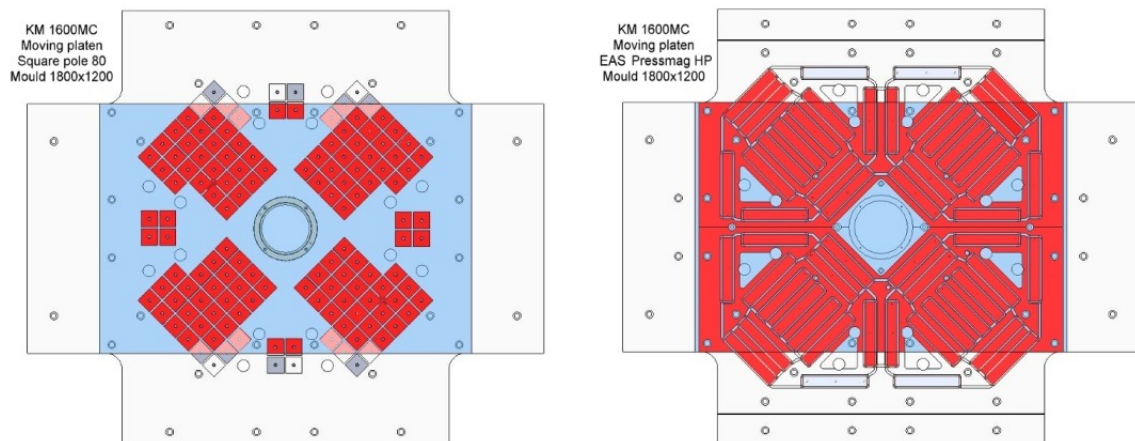 KM 1600MC
Moving platen
Square pole 80
Mould 1800x1200
KM 1600MC
Moving platen
EAS Pressmag HP
Mould 1800x1200